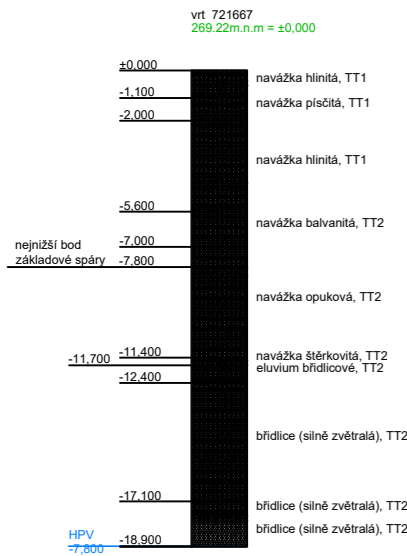 vrt 721667
269.22m.n.m = ±0,000
±0,000
navážka hlinitá, TT1
-1,100
navážka písčitá, TT1
-2,000
navážka hlinitá, TT1
-5,600
navážka balvanitá, TT2
nejnižší bod
základové spáry
-7,000
-7,800
navážka opuková, TT2
-11,400
navážka štěrkovitá, TT2
-11,700
eluvium břidlicové, TT2
-12,400
břidlice (silně zvětralá), TT2
-17,100
břidlice (silně zvětralá), TT2
břidlice (silně zvětralá), TT2
HPV
-7,800
-18,900